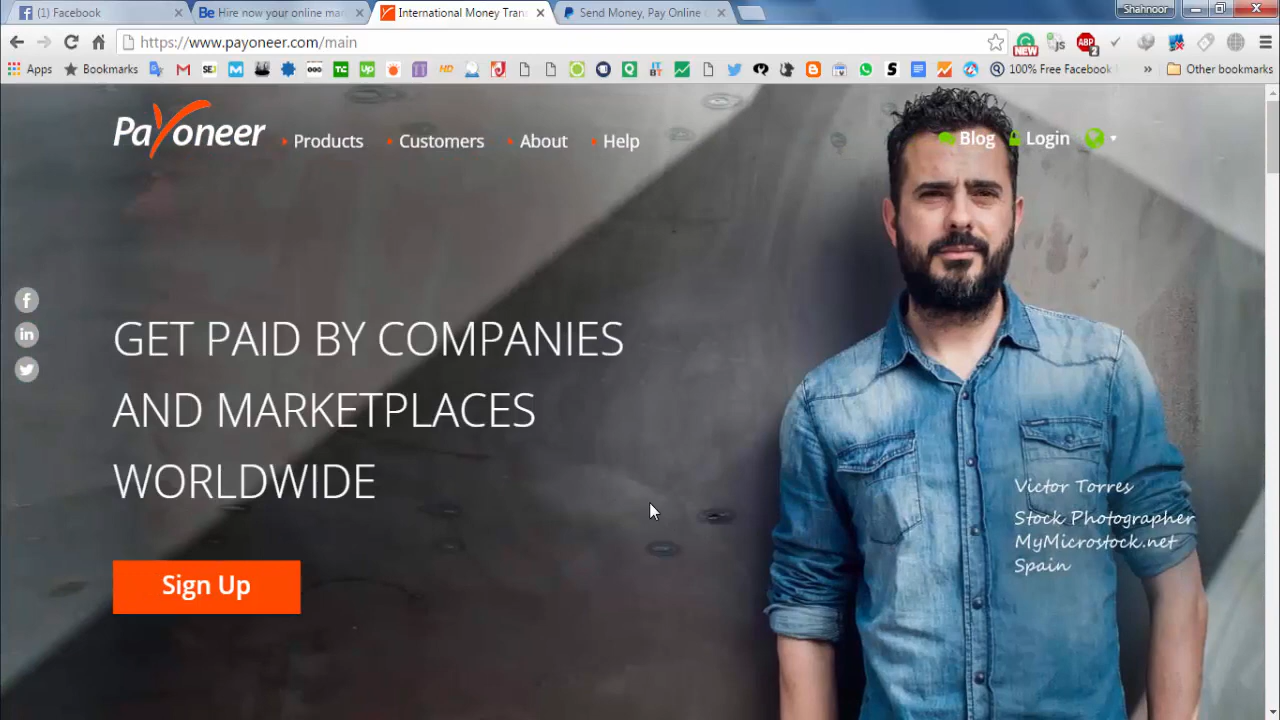 (1) Facebook
Hire now your online ma
International Money Tran
Send Money, Pay Online
Shahnoor
https://www.payoneer.com/main
NEW
js
ABP
2
Apps
Bookmarks
100% Free Facebook
Other bookmarks
Payoneer
Products
Customers
About
Help
Blog
Login
GET PAID BY COMPANIES
AND MARKETPLACES
WORLDWIDE
Sign Up
Victor Torres
Stock Photographer
MyMicrostock.net
Spain